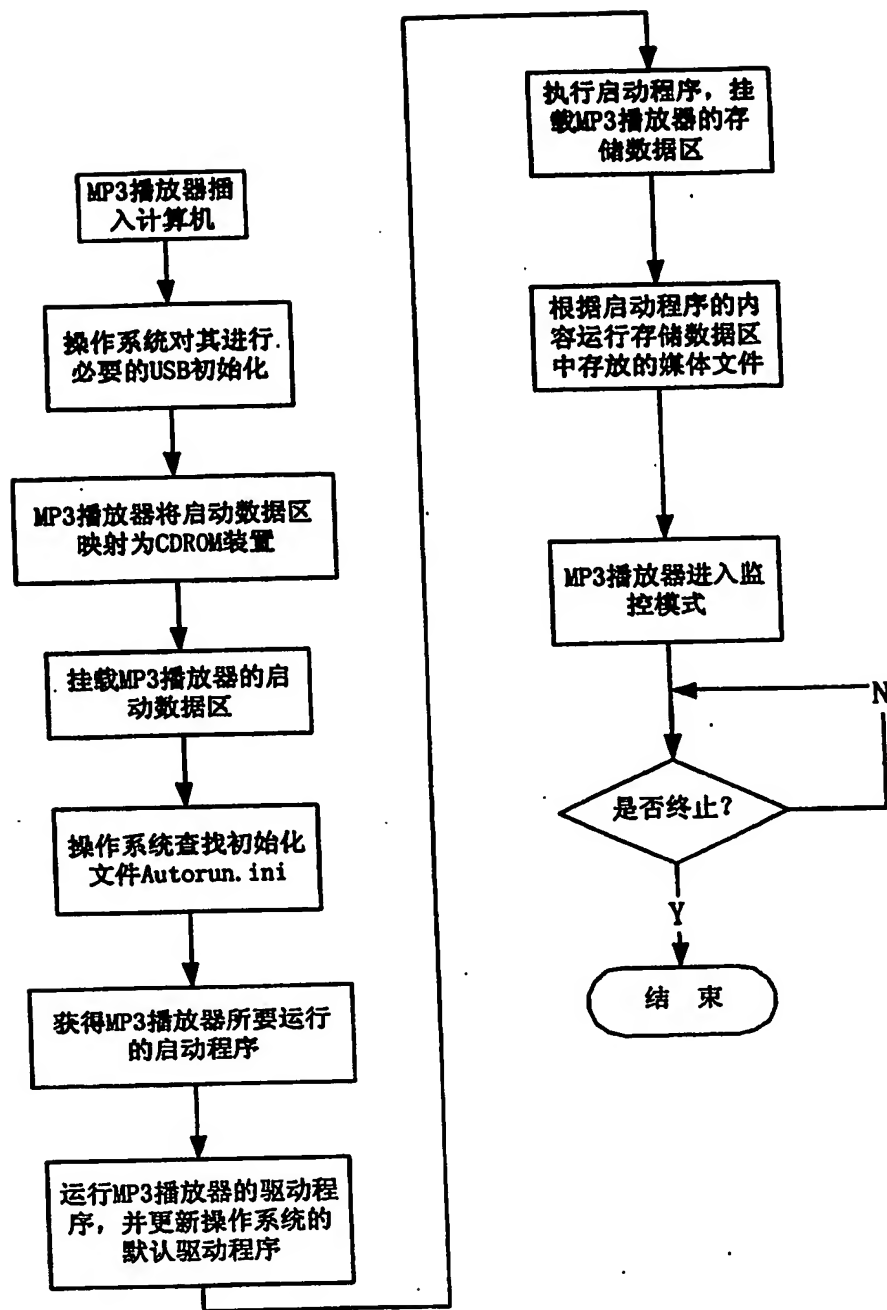 MP3播放器插
入计算机
操作系统对其进行
必要的USB初始化
MP3播放器将启动数据区
映射为CDROM装置
挂载MP3播放器的启
动数据区
操作系统查找初始化
文件Autorun.ini
获得MP3播放器所要运行
的启动程序
运行MP3播放器的驱动程
序，并更新操作系统的
默认驱动程序
执行启动程序，挂
载MP3播放器的存
储数据区
根据启动程序的内
容运行存储数据区
中存放的媒体文件
MP3播放器进入监
控模式
N
是否终止？
Y
结 束